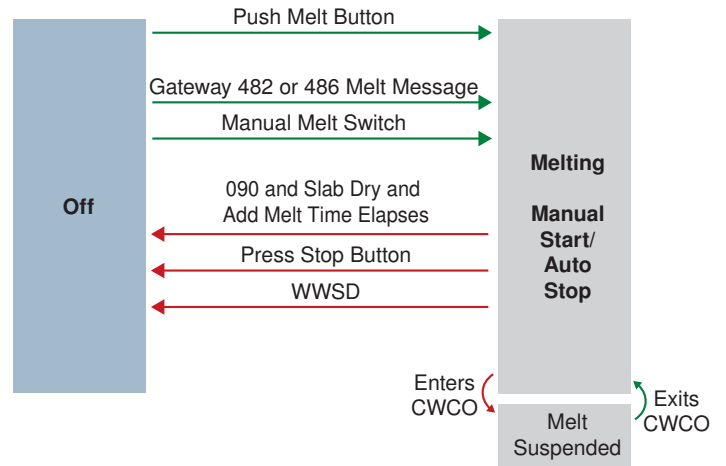 Push Melt Button
Gateway 482 or 486 Melt Message
Manual Melt Switch
Off
090 and Slab Dry and
Add Melt Time Elapses
Press Stop Button
WWSD
Melting
Manual
Start/
Auto
Stop
Enters
CWCO
Melt
Suspended
Exits
CWCO